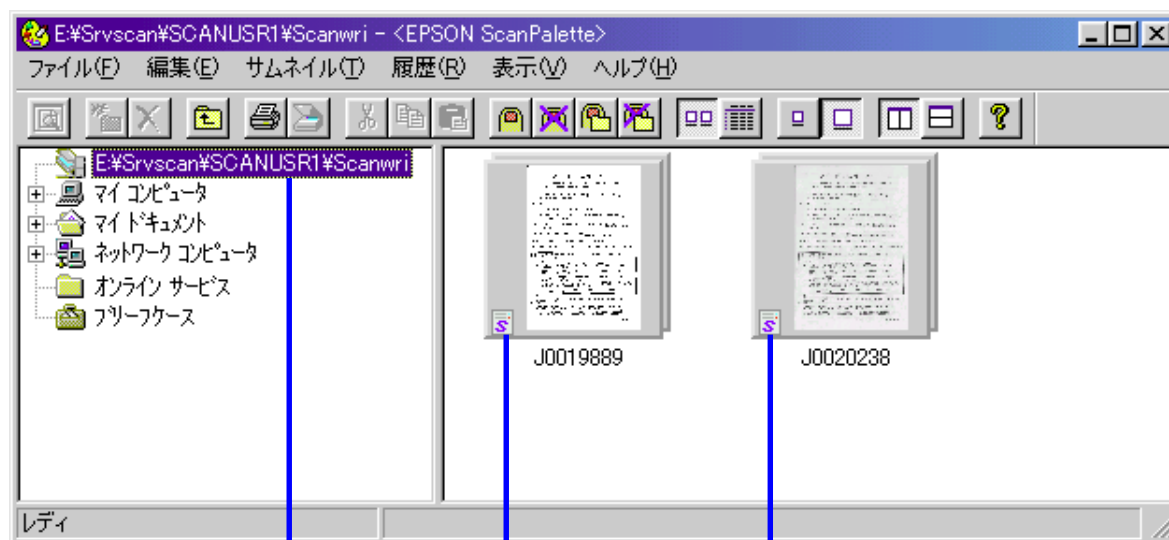 E:¥Srvscan¥SCANUSR1¥Scanwri - <EPSON ScanPalette>
ファイル(F) 編集(E) サムネイル(T) 履歴(R) 表示(V) ヘルプ(H)
E:¥Srvscan¥SCANUSR1¥Scanwri
マイ コンピュータ
マイ ドキュメント
ネットワーク コンピュータ
オンライン サービス
ブリーフケース
J0019889
J0020238
レディ